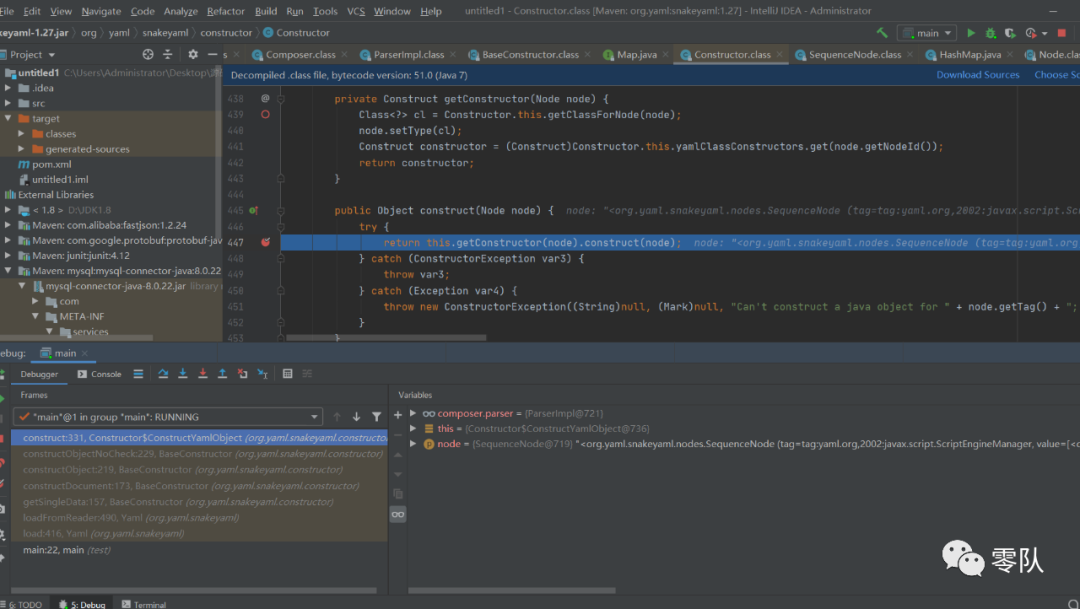 File Edit View Navigate Code Analyze Refactor Build Run Tools VCS Window Help untitled1 - Constructor.class [Maven: org.yaml:snakeyaml:1.27] - IntelliJ IDEA - Administrator
keyaml-1.27.jar org yaml snakeyaml constructor Constructor main
Project s Composer.class ParserImpl.class BaseConstructor.class Map.java Constructor.class SequenceNode.class HashMap.java Node.cla
untitled1 C:\Users\Administrator\Desktop\
Decompiled .class file, bytecode version: 51.0 (Java 7) Download Sources Choose So
.idea
src
target
classes
generated-sources
pom.xml
untitled1.iml
External Libraries
< 1.8 > D:\JDK1.8
Maven: com.alibaba:fastjson:1.2.24
Maven: com.google.protobuf:protobuf-jav
Maven: junit:junit:4.12
Maven: mysql:mysql-connector-java:8.0.22
mysql-connector-java-8.0.22.jar library
com
META-INF
services
438 @ private Construct getConstructor(Node node) {
439 Class<?> cl = Constructor.this.getClassForNode(node);
440 node.setType(cl);
441 Construct constructor = (Construct)Constructor.this.yamlClassConstructors.get(node.getNodeId());
442 return constructor;
443 }
444
445 public Object construct(Node node) { node: "<org.yaml.snakeyaml.nodes.SequenceNode (tag=tag:yaml.org,2002:javax.script.Sc
446 try {
447 return this.getConstructor(node).construct(node); node: "<org.yaml.snakeyaml.nodes.SequenceNode (tag=tag:yaml.org
448 } catch (ConstructorException var3) {
449 throw var3;
450 } catch (Exception var4) {
451 throw new ConstructorException((String)null, (Mark)null, "Can't construct a java object for " + node.getTag() + ";
452 }
453 }
ebug: main
Debugger Console
Frames
"main"@1 in group "main": RUNNING
construct:331, Constructor$ConstructYamlObject (org.yaml.snakeyaml.constructo
constructObjectNoCheck:229, BaseConstructor (org.yaml.snakeyaml.constructor)
constructObject:219, BaseConstructor (org.yaml.snakeyaml.constructor)
constructDocument:173, BaseConstructor (org.yaml.snakeyaml.constructor)
getSingleData:157, BaseConstructor (org.yaml.snakeyaml.constructor)
loadFromReader:490, Yaml (org.yaml.snakeyaml)
load:416, Yaml (org.yaml.snakeyaml)
main:22, main (test)
Variables
composer.parser = {ParserImpl@721}
this = {Constructor$ConstructYamlObject@736}
node = {SequenceNode@719} "<org.yaml.snakeyaml.nodes.SequenceNode (tag=tag:yaml.org,2002:javax.script.ScriptEngineManager, value=[<o
零队
6: TODO 5: Debug Terminal